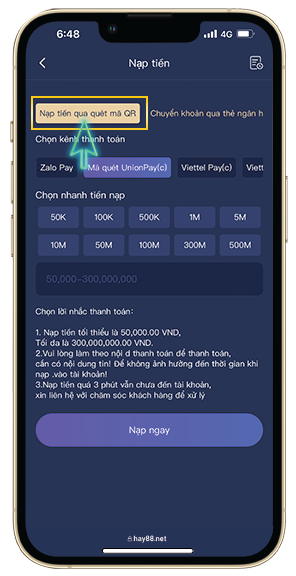 6:48
4G
Nạp tiền
Nạp tiền qua quét mã QR
Chuyển khoản qua thẻ ngân h
Chọn kênh thanh toán
Zalo Pay
Mã quét UnionPay(c)
Viettel Pay(c)
Viett
Chọn nhanh tiền nạp
50K 100K 500K 1M 5M
10M 50M 100M 300M 500M
50,000-300,000,000
Chọn lời nhắc thanh toán:
1. Nạp tiền tối thiểu là 50,000.00 VND,
Tối đa là 300,000,000.00 VND.
2.Vui lòng làm theo nội d thanh toán để thanh toán,
cần có nội dung tin! Để không ảnh hưởng đến thời gian khi
nạp .vào tài khoản!
3.Nạp tiền quá 3 phút vẫn chưa đến tài khoản,
xin liên hệ với chăm sóc khách hàng để xử lý
Nạp ngay
hay88.net